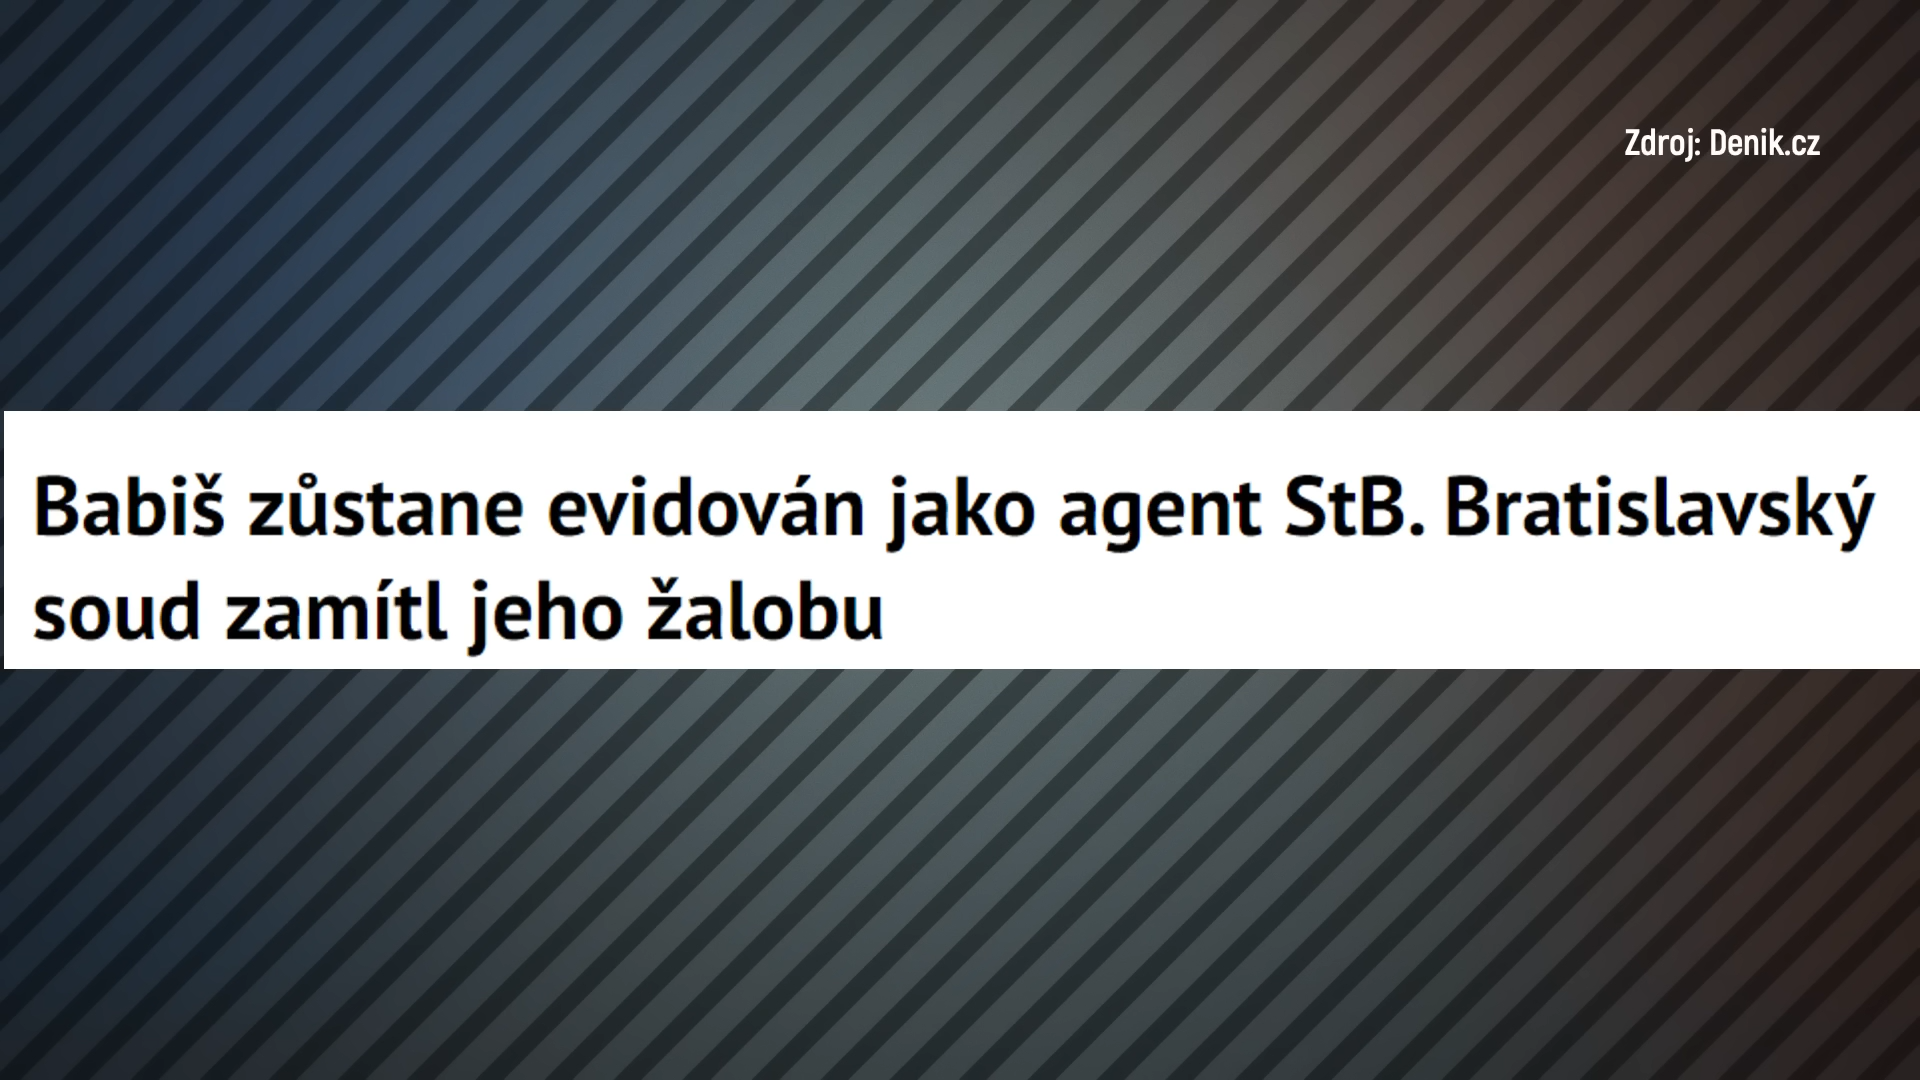 Zdroj: Denik.cz
Babiš zůstane evidován jako agent StB. Bratislavský
soud zamítl jeho žalobu